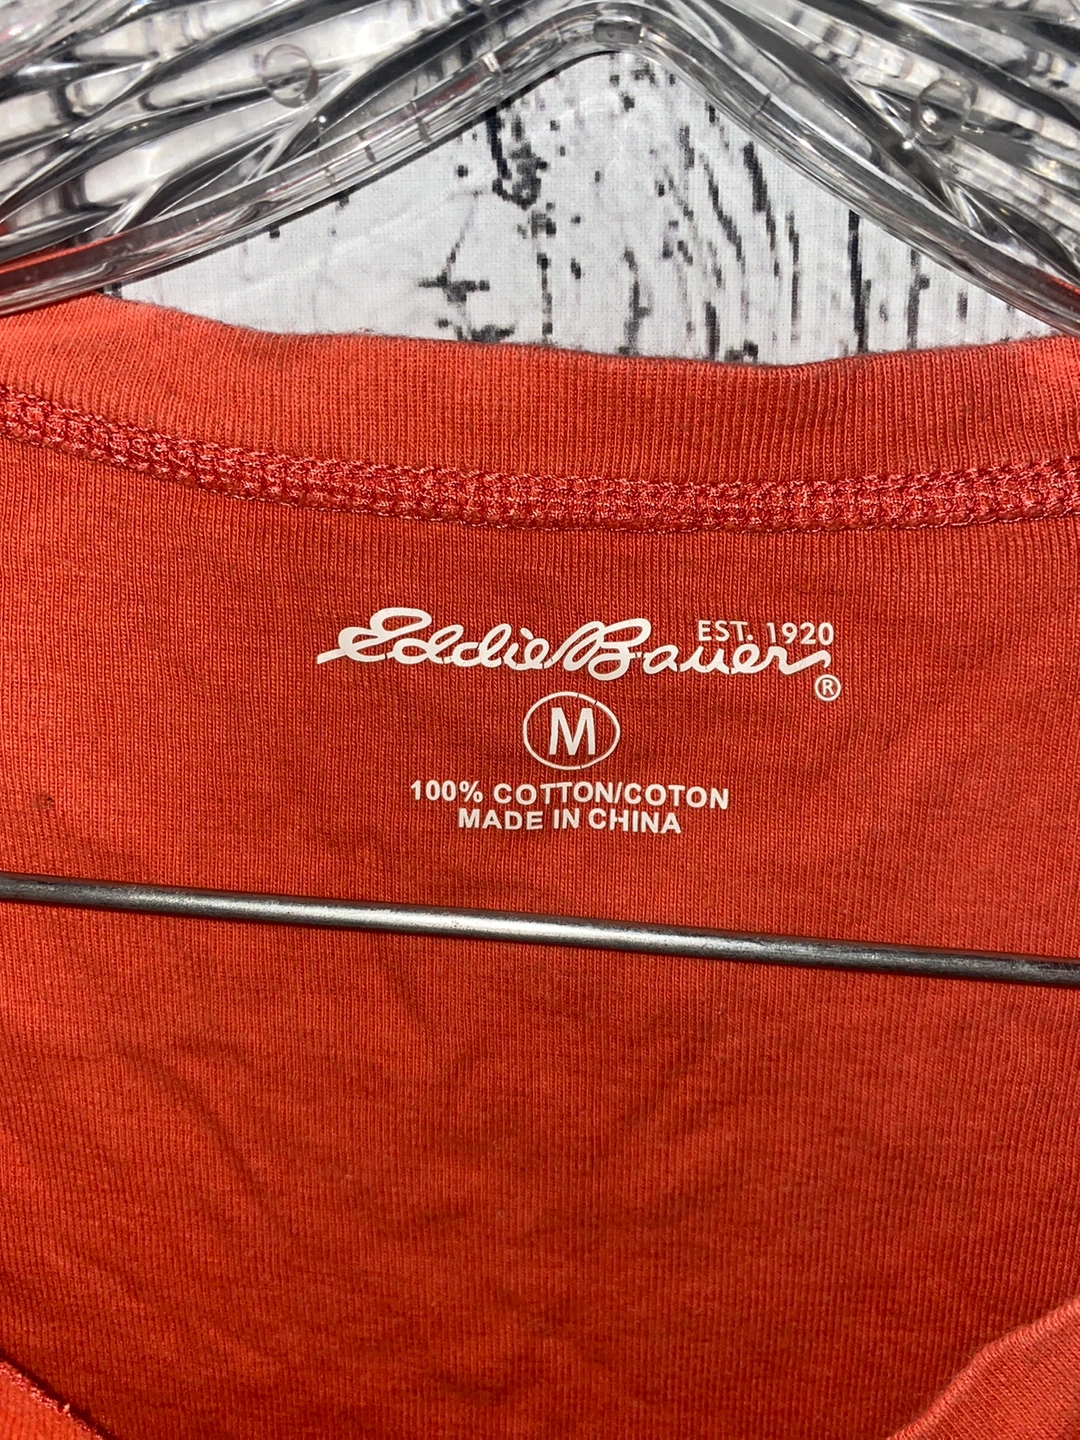 Eddie Bauer EST. 1920
®
M
100% COTTON/COTON
MADE IN CHINA